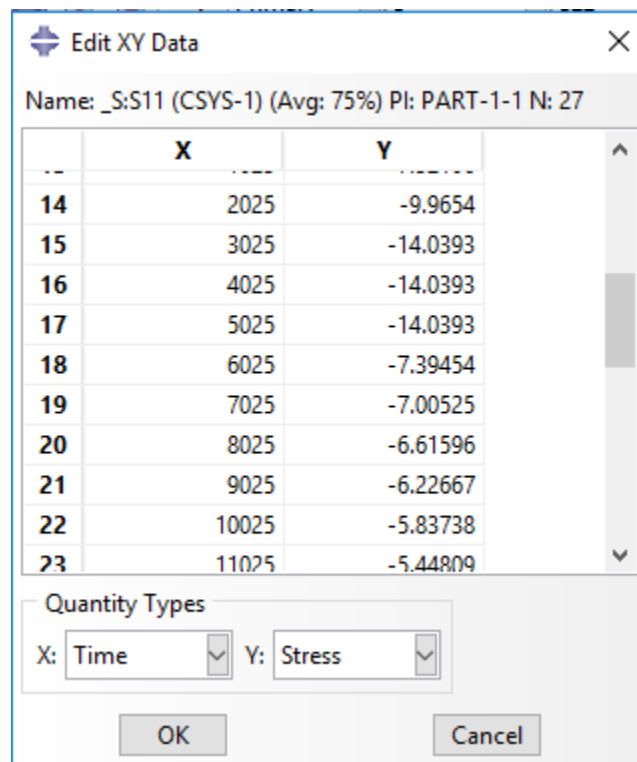 Edit XY Data
Name: _S:S11 (CSYS-1) (Avg: 75%) PI: PART-1-1 N: 27
X Y
14 2025 -9.9654
15 3025 -14.0393
16 4025 -14.0393
17 5025 -14.0393
18 6025 -7.39454
19 7025 -7.00525
20 8025 -6.61596
21 9025 -6.22667
22 10025 -5.83738
23 11025 -5.44809
Quantity Types
X: Time Y: Stress
OK Cancel